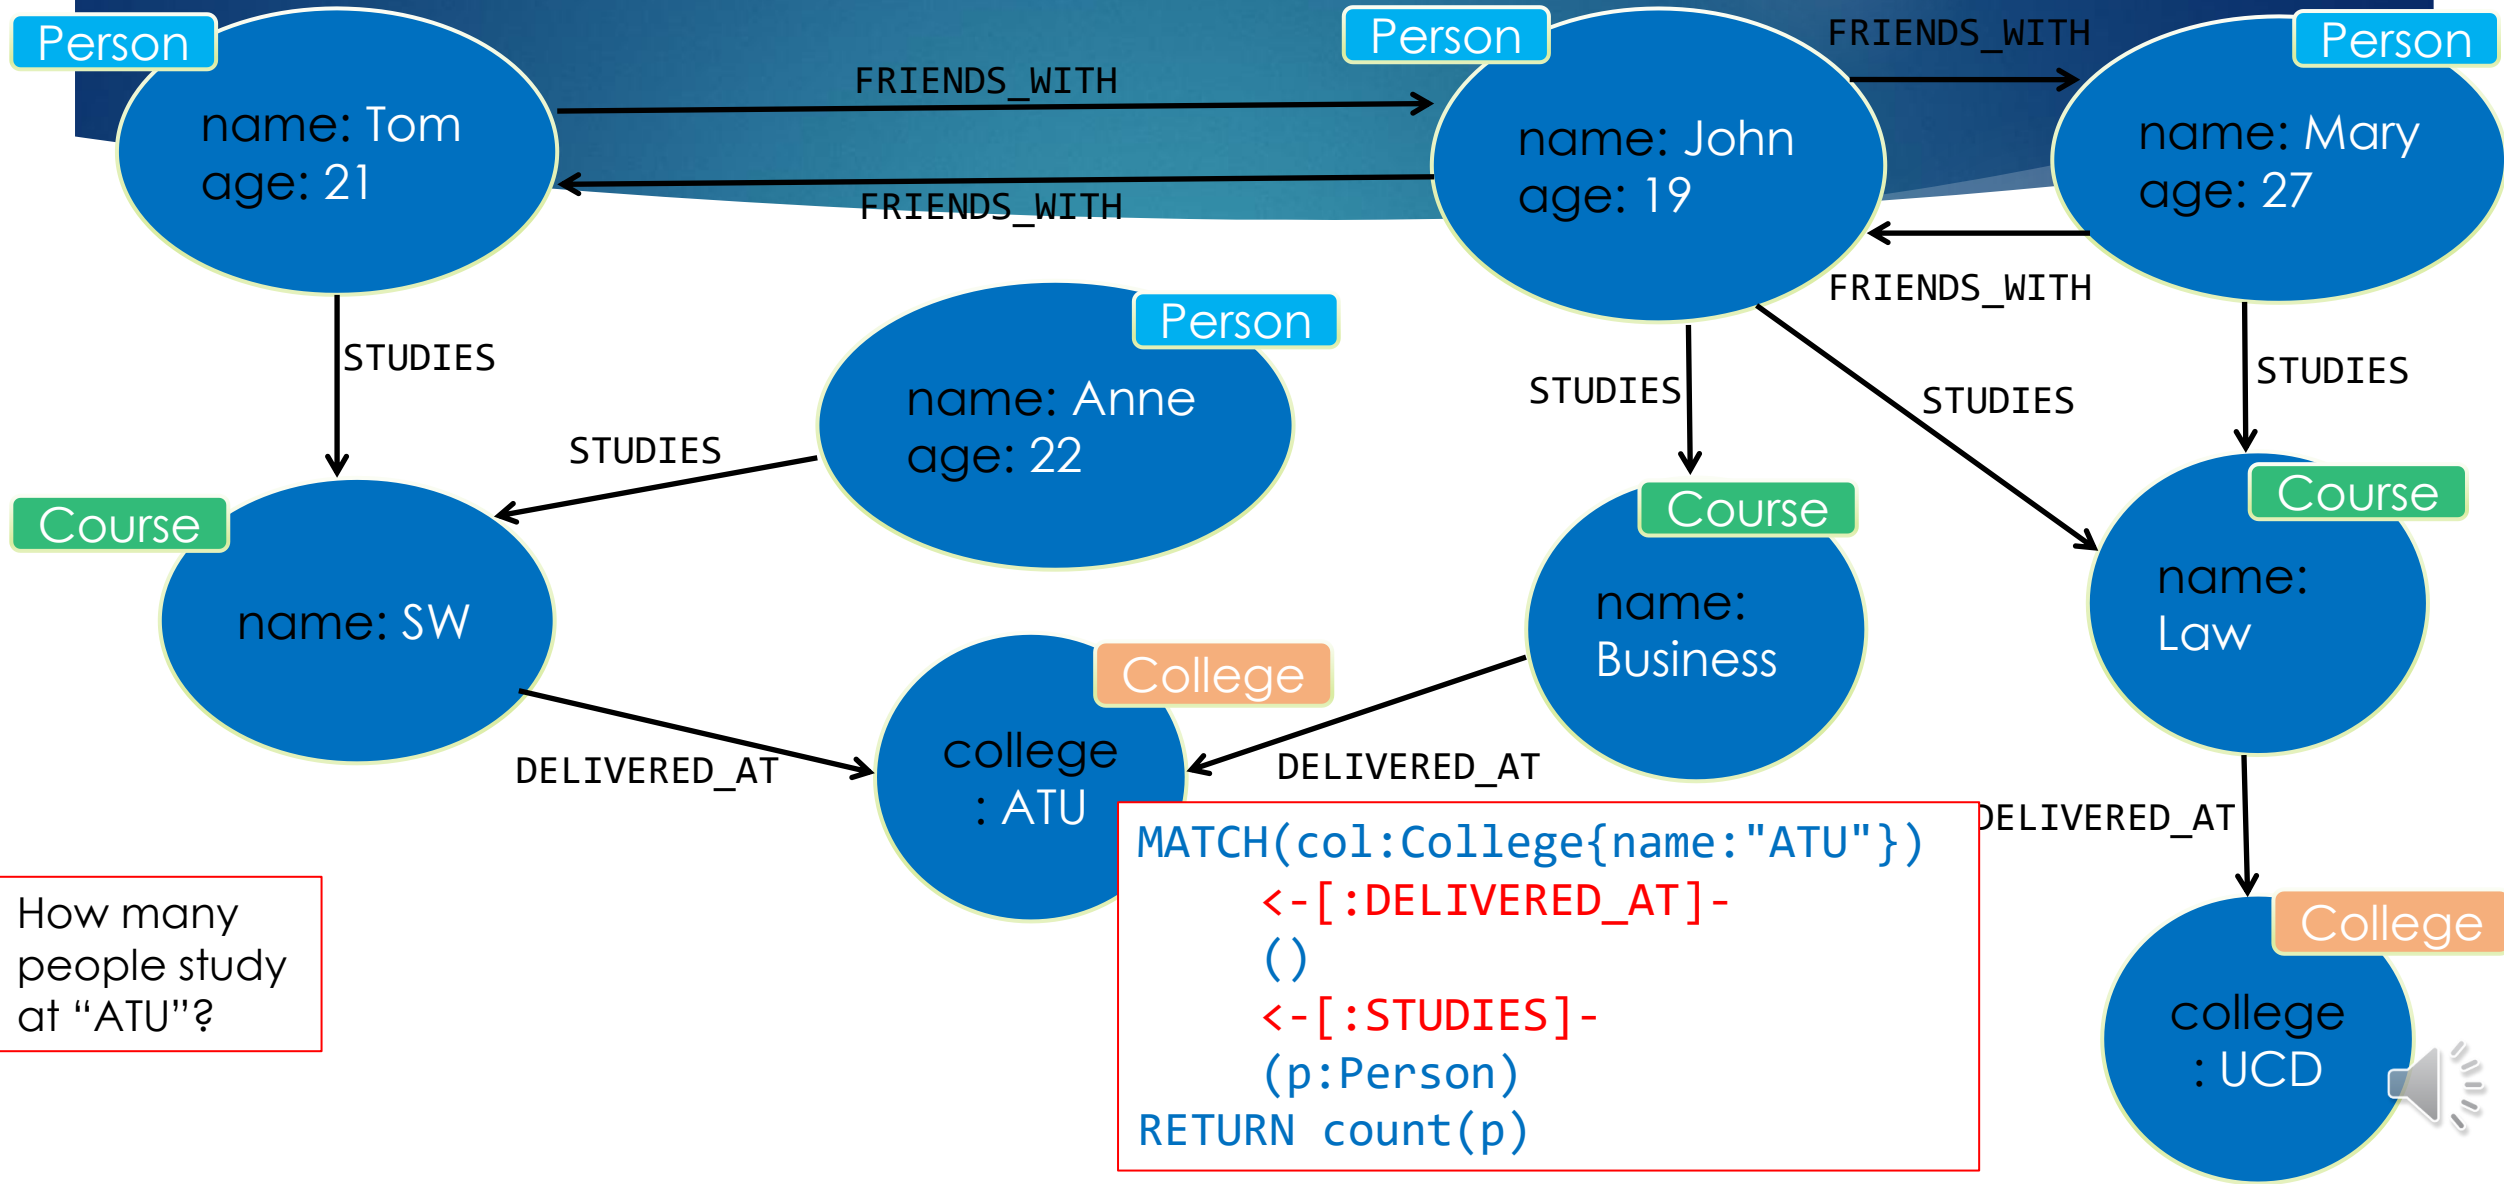 Person
name: Tom
age: 21
FRIENDS_WITH
FRIENDS_WITH
Person
name: John
age: 19
FRIENDS_WITH
FRIENDS_WITH
Person
name: Mary
age: 27
STUDIES
STUDIES
Person
name: Anne
age: 22
STUDIES
STUDIES
STUDIES
Course
name: SW
Course
name:
Business
Course
name:
Law
DELIVERED_AT
College
college
: ATU
DELIVERED_AT
DELIVERED_AT
How many
people study
at “ATU”?
MATCH(col:College{name:"ATU"})
<-[:DELIVERED_AT]-
()
<-[:STUDIES]-
(p:Person)
RETURN count(p)
College
college
: UCD